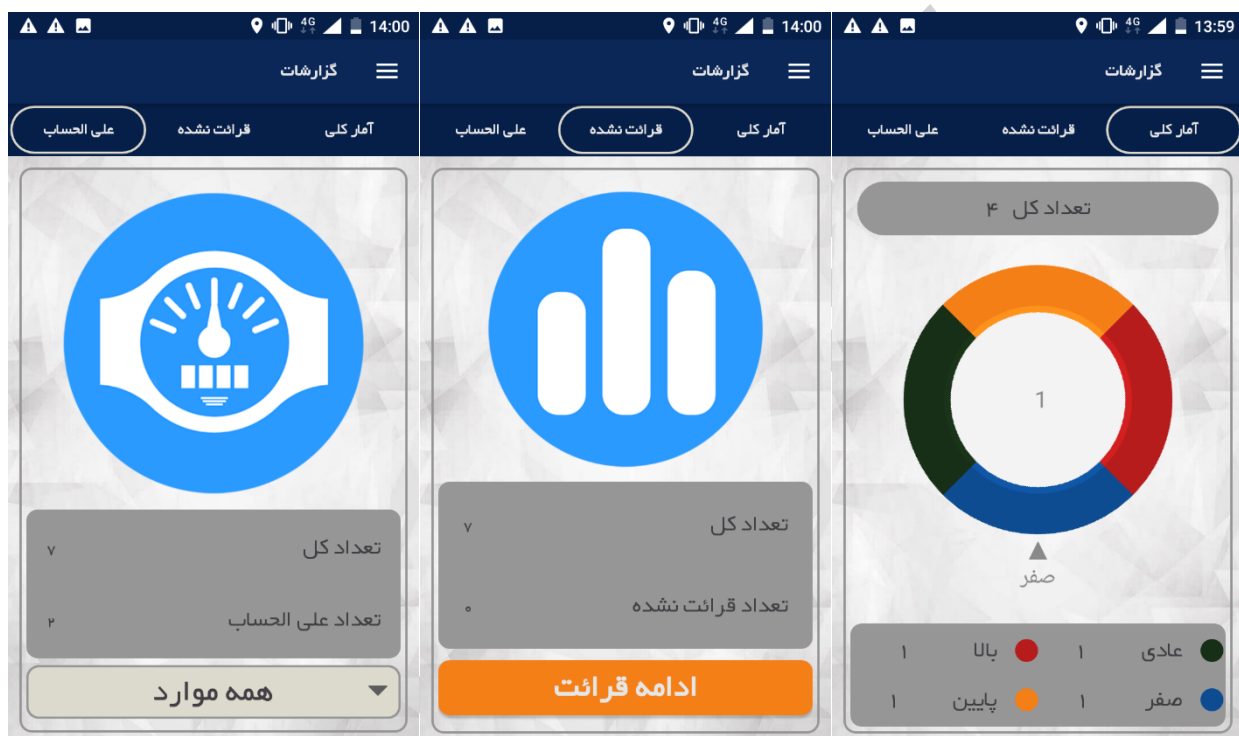 13:59
4G
گزارشات
آمار کلی
قرائت نشده
علی الحساب
تعداد کل ۴
1
صفر
عادی ۱ بالا ۱
صفر ۱ پایین ۱
14:00
4G
گزارشات
آمار کلی
قرائت نشده
علی الحساب
تعداد کل ۷
تعداد قرائت نشده ۰
ادامه قرائت
14:00
4G
گزارشات
آمار کلی
قرائت نشده
علی الحساب
تعداد کل ۷
تعداد علی الحساب ۲
همه موارد